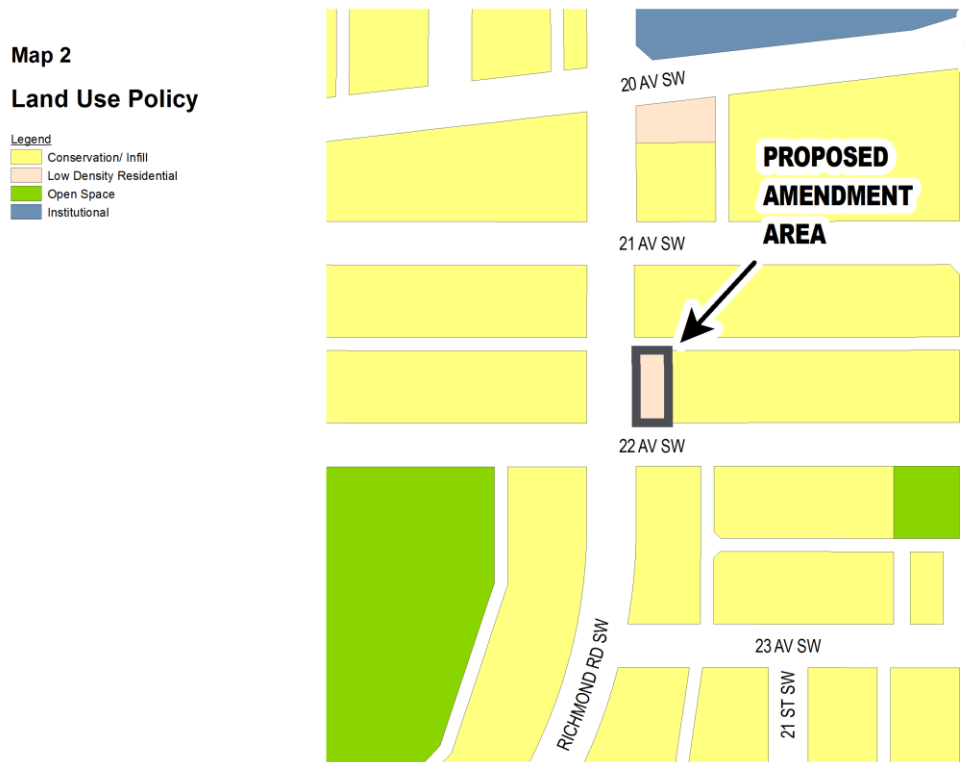 Map 2
Land Use Policy
Legend
Conservation/ Infill
Low Density Residential
Open Space
Institutional
20 AV SW
PROPOSED
AMENDMENT
AREA
21 AV SW
22 AV SW
23 AV SW
RICHMOND RD SW
21 ST SW